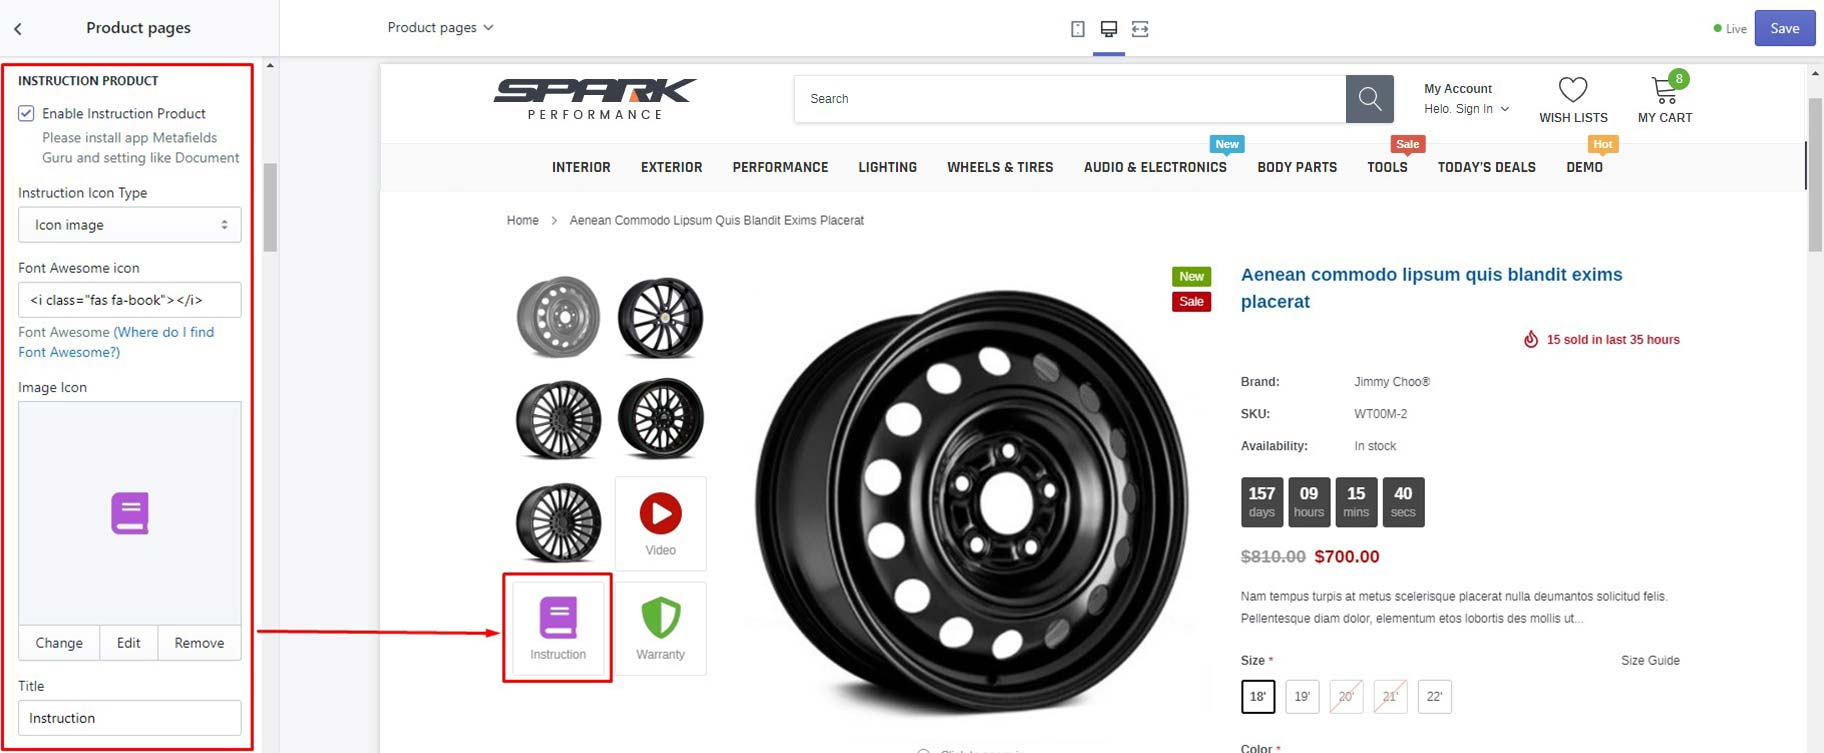 Product pages
Product pages
Live
Save
INSTRUCTION PRODUCT
Enable Instruction Product
Please install app Metafields
Guru and setting like Document
Instruction Icon Type
Icon image
Font Awesome icon
<i class="fas fa-book"></i>
Font Awesome (Where do I find
Font Awesome?)
Image Icon
Change
Edit
Remove
Title
Instruction
SPARK
PERFORMANCE
Search
My Account
Helo. Sign In
WISH LISTS
8
MY CART
New
Sale
Hot
INTERIOR
EXTERIOR
PERFORMANCE
LIGHTING
WHEELS & TIRES
AUDIO & ELECTRONICS
BODY PARTS
TOOLS
TODAY'S DEALS
DEMO
Home > Aenean Commodo Lipsum Quis Blandit Exims Placerat
Video
Instruction
Warranty
New
Sale
Aenean commodo lipsum quis blandit exims
placerat
15 sold in last 35 hours
Brand: Jimmy Choo®
SKU: WT00M-2
Availability: In stock
157 09 15 40
days hours mins secs
$810.00 $700.00
Nam tempus turpis at metus scelerisque placerat nulla deumantos solicitud felis.
Pellentesque diam dolor, elementum etos lobortis des mollis ut...
Size * Size Guide
18' 19' 20' 21' 22'
Color *